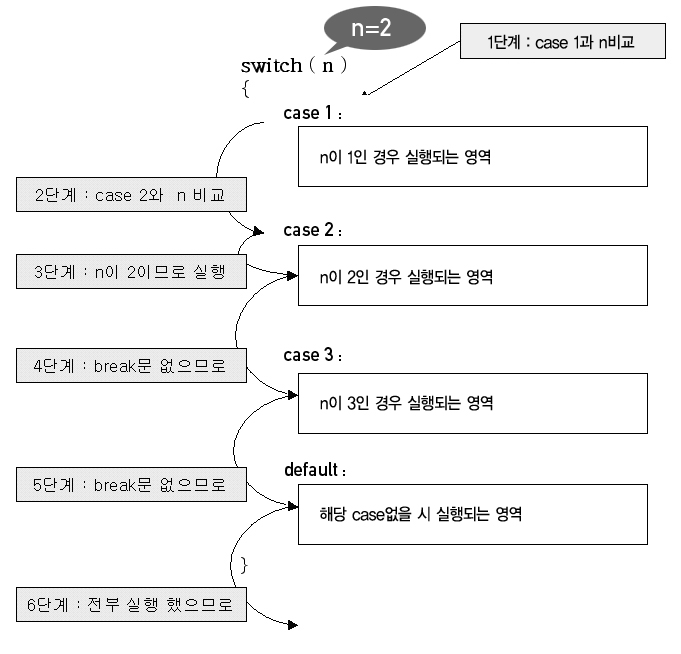 n=2
1단계 : case 1과 n비교
switch ( n )
{
case 1 :
n이 1인 경우 실행되는 영역
2단계 : case 2와 n 비교
case 2 :
3단계 : n이 2이므로 실행
n이 2인 경우 실행되는 영역
case 3 :
4단계 : break문 없으므로
n이 3인 경우 실행되는 영역
default :
5단계 : break문 없으므로
해당 case없을 시 실행되는 영역
}
6단계 : 전부 실행 했으므로